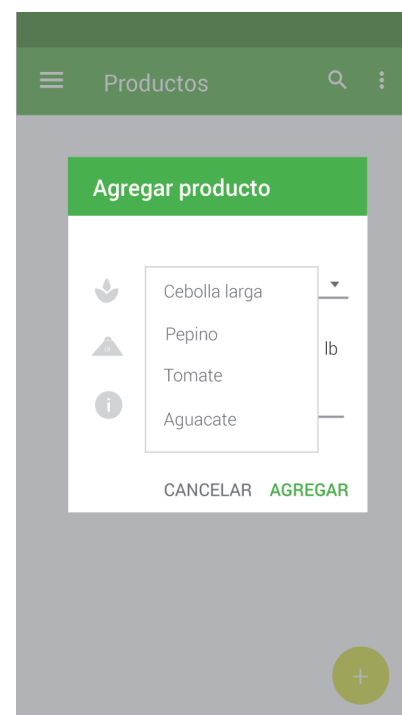 Productos
Agregar producto
Cebolla larga
Pepino
lb
Tomate
Aguacate
CANCELAR AGREGAR